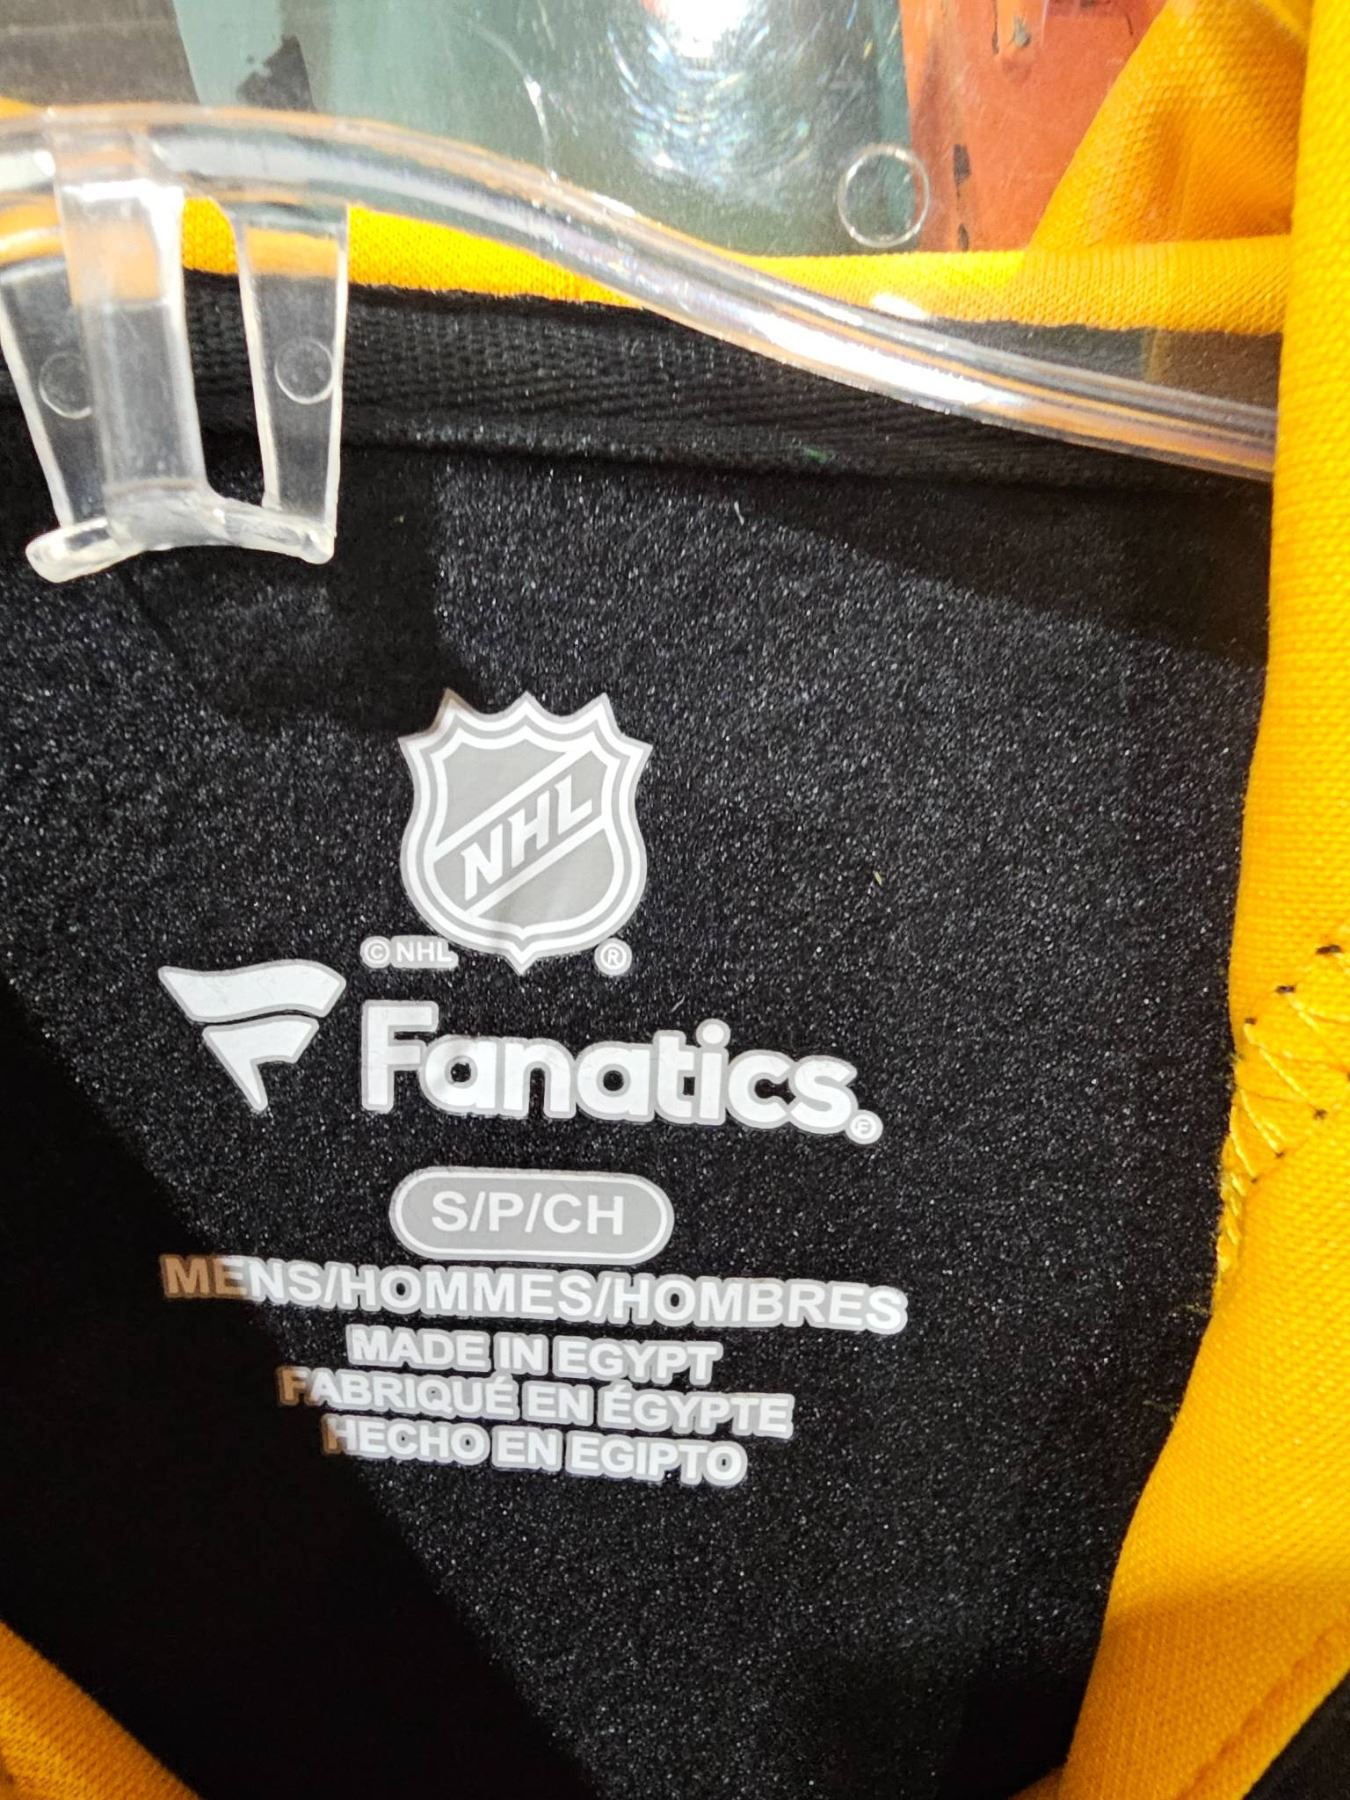 NHL
© NHL ®
Fanatics.
S/P/CH
MENS/HOMMES/HOMBRES
MADE IN EGYPT
FABRIQUÉ EN ÉGYPTE
HECHO EN EGIPTO